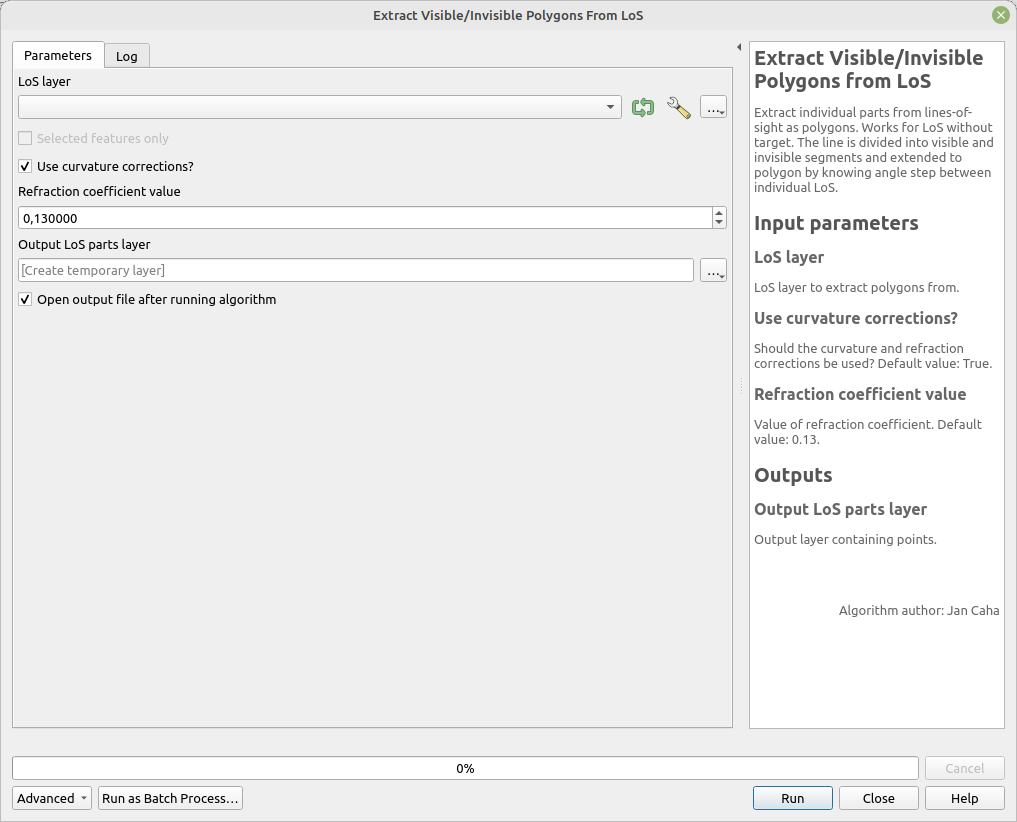 Extract Visible/Invisible Polygons From LoS
Parameters
Log
LoS layer
...
Selected features only
Use curvature corrections?
Refraction coefficient value
0,130000
Output LoS parts layer
[Create temporary layer]
...
Open output file after running algorithm
Extract Visible/Invisible
Polygons from LoS
Extract individual parts from lines-of-
sight as polygons. Works for LoS without
target. The line is divided into visible and
invisible segments and extended to
polygon by knowing angle step between
individual LoS.
Input parameters
LoS layer
LoS layer to extract polygons from.
Use curvature corrections?
Should the curvature and refraction
corrections be used? Default value: True.
Refraction coefficient value
Value of refraction coefficient. Default
value: 0.13.
Outputs
Output LoS parts layer
Output layer containing points.
Algorithm author: Jan Caha
0%
Cancel
Advanced
Run as Batch Process...
Run
Close
Help